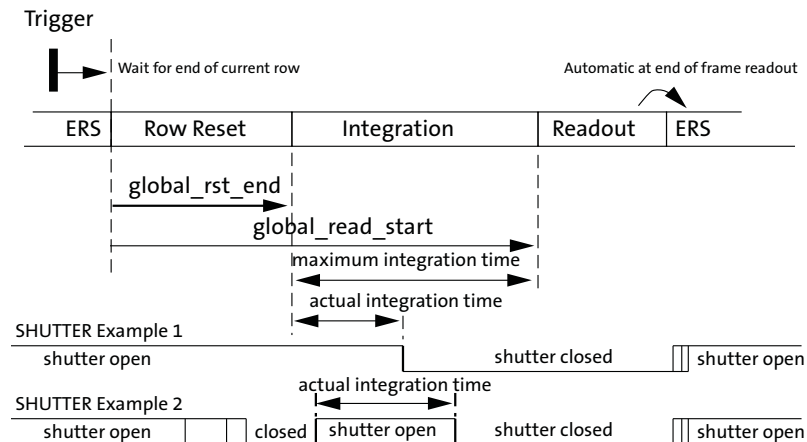 Trigger
Wait for end of current row
Automatic at end of frame readout
ERS
Row Reset
Integration
Readout
ERS
global_rst_end
global_read_start
maximum integration time
actual integration time
SHUTTER Example 1
shutter open
shutter closed
shutter open
actual integration time
SHUTTER Example 2
shutter open
closed
shutter open
shutter closed
shutter open